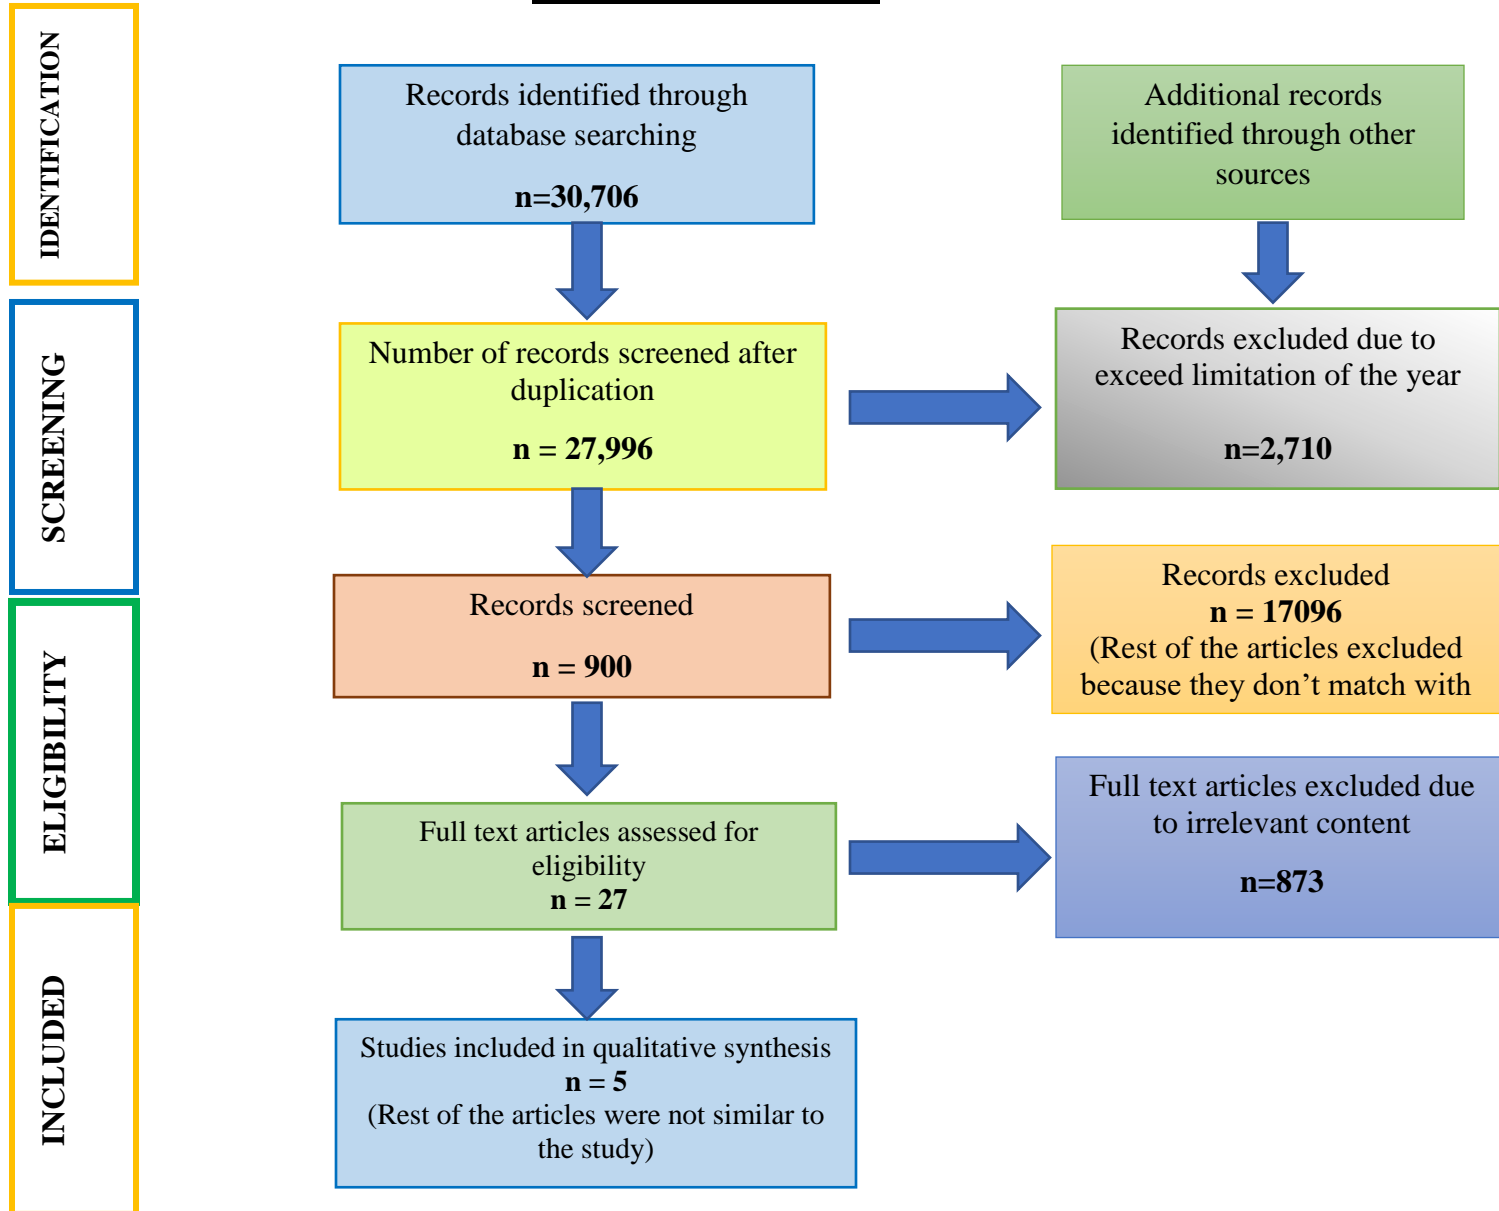 IDENTIFICATION
Records identified through
database searching
n=30,706
Additional records
identified through other
sources
SCREENING
Number of records screened after
duplication
n = 27,996
Records excluded due to
exceed limitation of the year
n=2,710
Records screened
n = 900
Records excluded
n = 17096
(Rest of the articles excluded
because they don’t match with
ELIGIBILITY
Full text articles assessed for
eligibility
n = 27
Full text articles excluded due
to irrelevant content
n=873
INCLUDED
Studies included in qualitative synthesis
n = 5
(Rest of the articles were not similar to
the study)